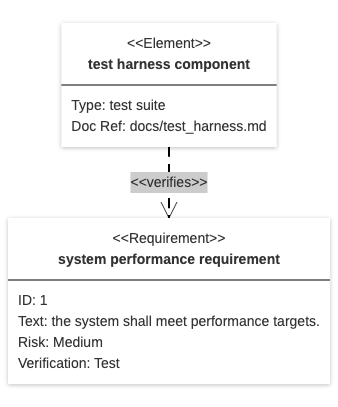 <<Element>>
test harness component
Type: test suite
Doc Ref: docs/test_harness.md
<<verifies>>
<<Requirement>>
system performance requirement
ID: 1
Text: the system shall meet performance targets.
Risk: Medium
Verification: Test